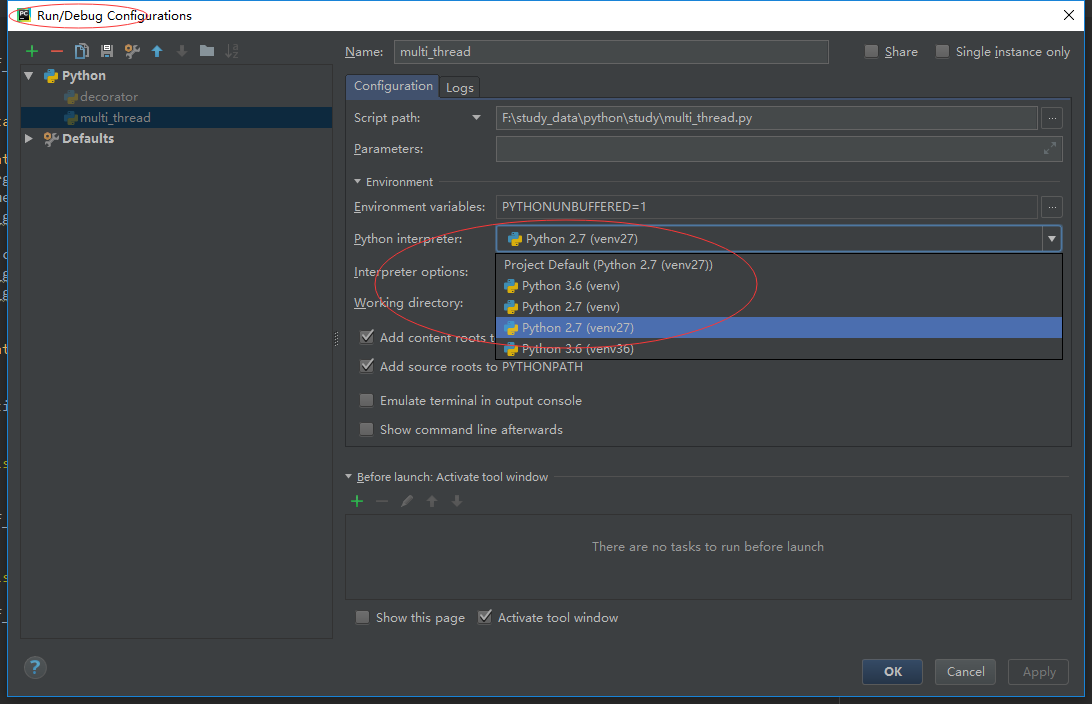 Run/Debug Configurations
Name: multi_thread
Share
Single instance only
Python
decorator
multi_thread
Defaults
Configuration
Logs
Script path: F:\study_data\python\study\multi_thread.py
Parameters:
Environment
Environment variables: PYTHONUNBUFFERED=1
Python interpreter: Python 2.7 (venv27)
Project Default (Python 2.7 (venv27))
Interpreter options:
Python 3.6 (venv)
Working directory:
Python 2.7 (venv)
Python 2.7 (venv27)
Add content roots t
Python 3.6 (venv36)
Add source roots to PYTHONPATH
Emulate terminal in output console
Show command line afterwards
Before launch: Activate tool window
There are no tasks to run before launch
Show this page
Activate tool window
OK
Cancel
Apply